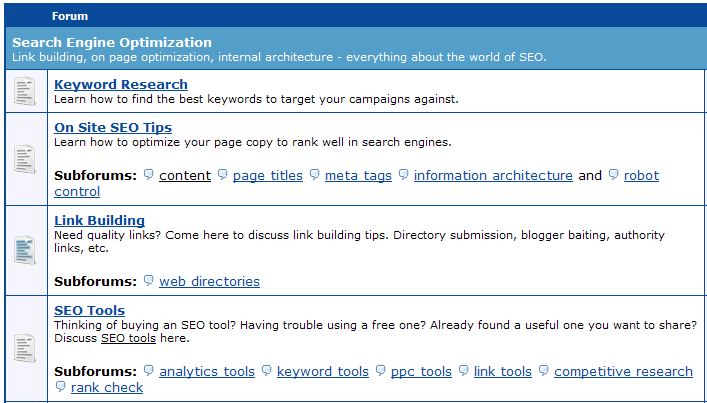 Forum
Search Engine Optimization
Link building, on page optimization, internal architecture - everything about the world of SEO.
Keyword Research
Learn how to find the best keywords to target your campaigns against.
On Site SEO Tips
Learn how to optimize your page copy to rank well in search engines.
Subforums: content page titles meta tags information architecture and robot
control
Link Building
Need quality links? Come here to discuss link building tips. Directory submission, blogger baiting, authority
links, etc.
Subforums: web directories
SEO Tools
Thinking of buying an SEO tool? Having trouble using a free one? Already found a useful one you want to share?
Discuss SEO tools here.
Subforums: analytics tools keyword tools ppc tools link tools competitive research
rank check